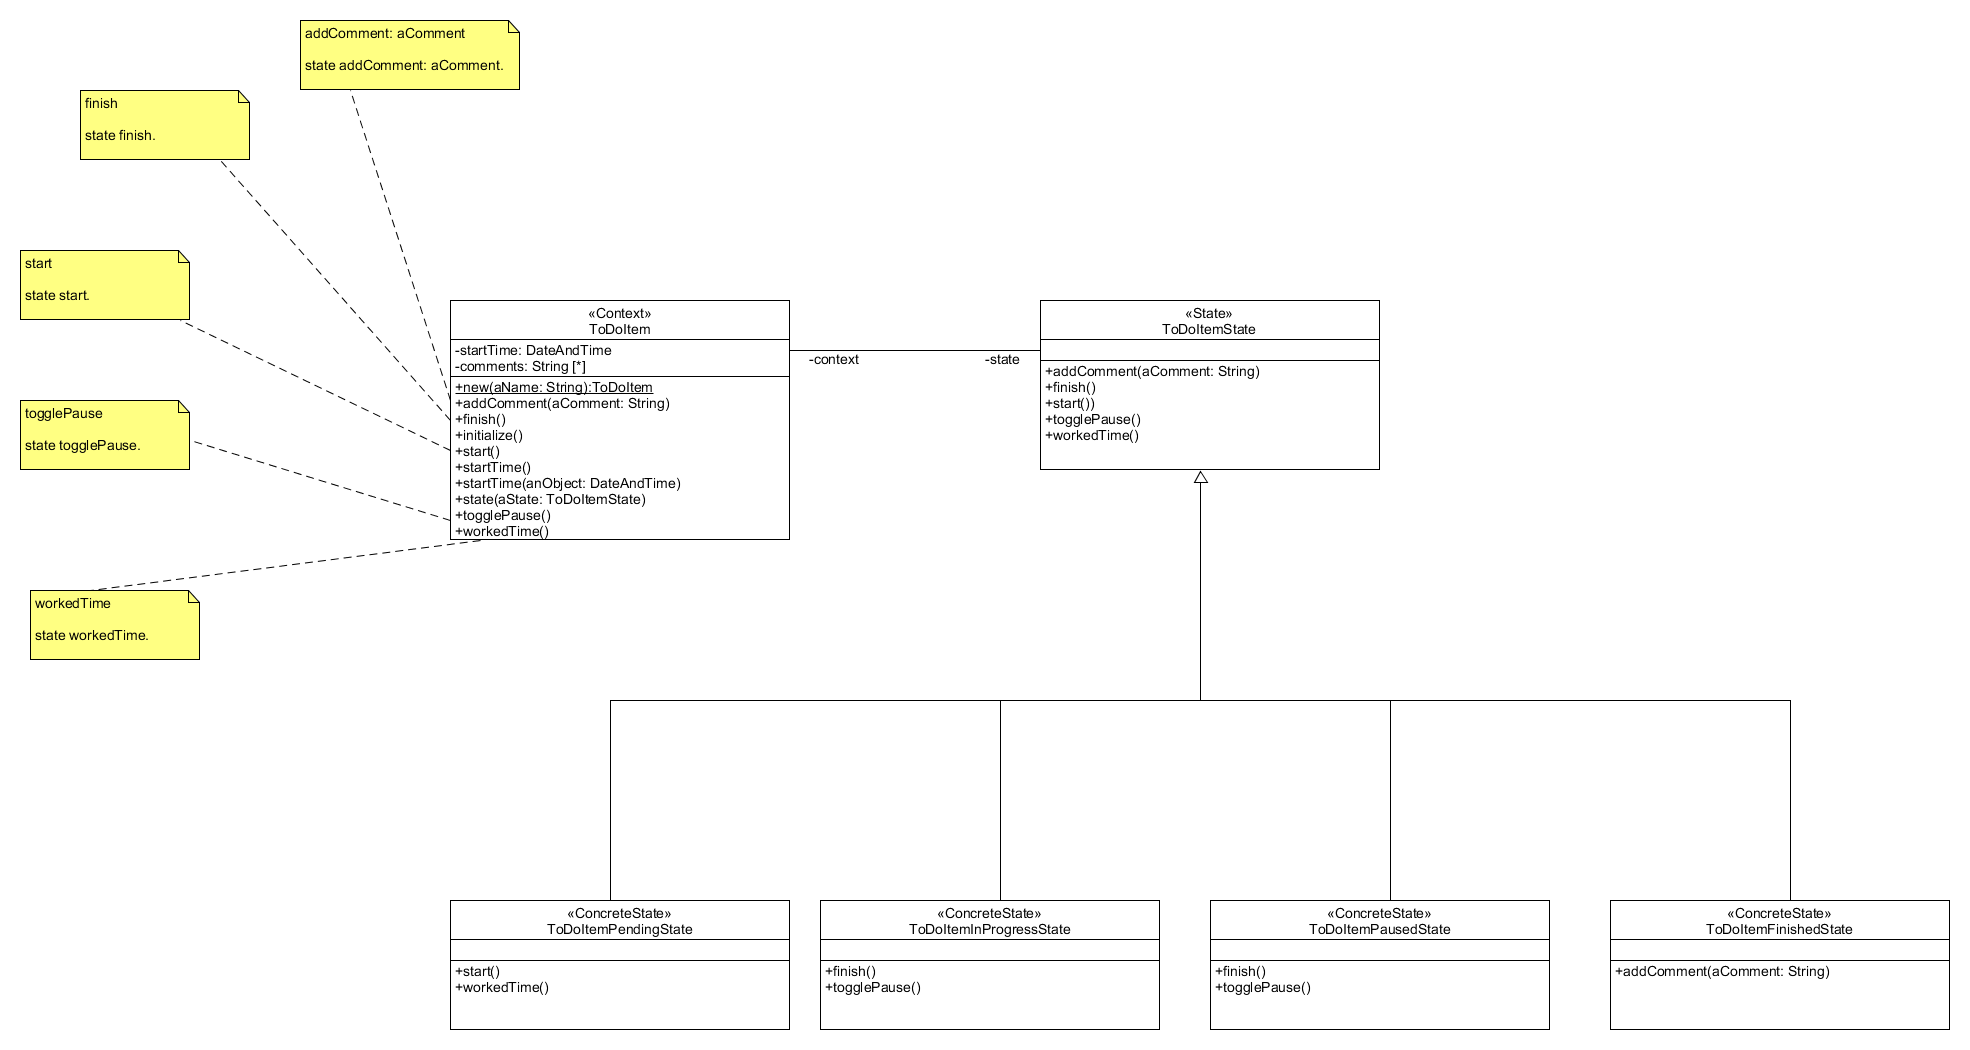 addComment: aComment
state addComment: aComment.
finish
state finish.
start
state start.
togglePause
state togglePause.
workedTime
state workedTime.
«Context»
ToDoItem
-startTime: DateAndTime
-comments: String [*]
+new(aName: String):ToDoItem
+addComment(aComment: String)
+finish()
+initialize()
+start()
+startTime()
+startTime(anObject: DateAndTime)
+state(aState: ToDoItemState)
+togglePause()
+workedTime()
-context
-state
«State»
ToDoItemState
+addComment(aComment: String)
+finish()
+start())
+togglePause()
+workedTime()
«ConcreteState»
ToDoItemPendingState
+start()
+workedTime()
«ConcreteState»
ToDoItemInProgressState
+finish()
+togglePause()
«ConcreteState»
ToDoItemPausedState
+finish()
+togglePause()
«ConcreteState»
ToDoItemFinishedState
+addComment(aComment: String)